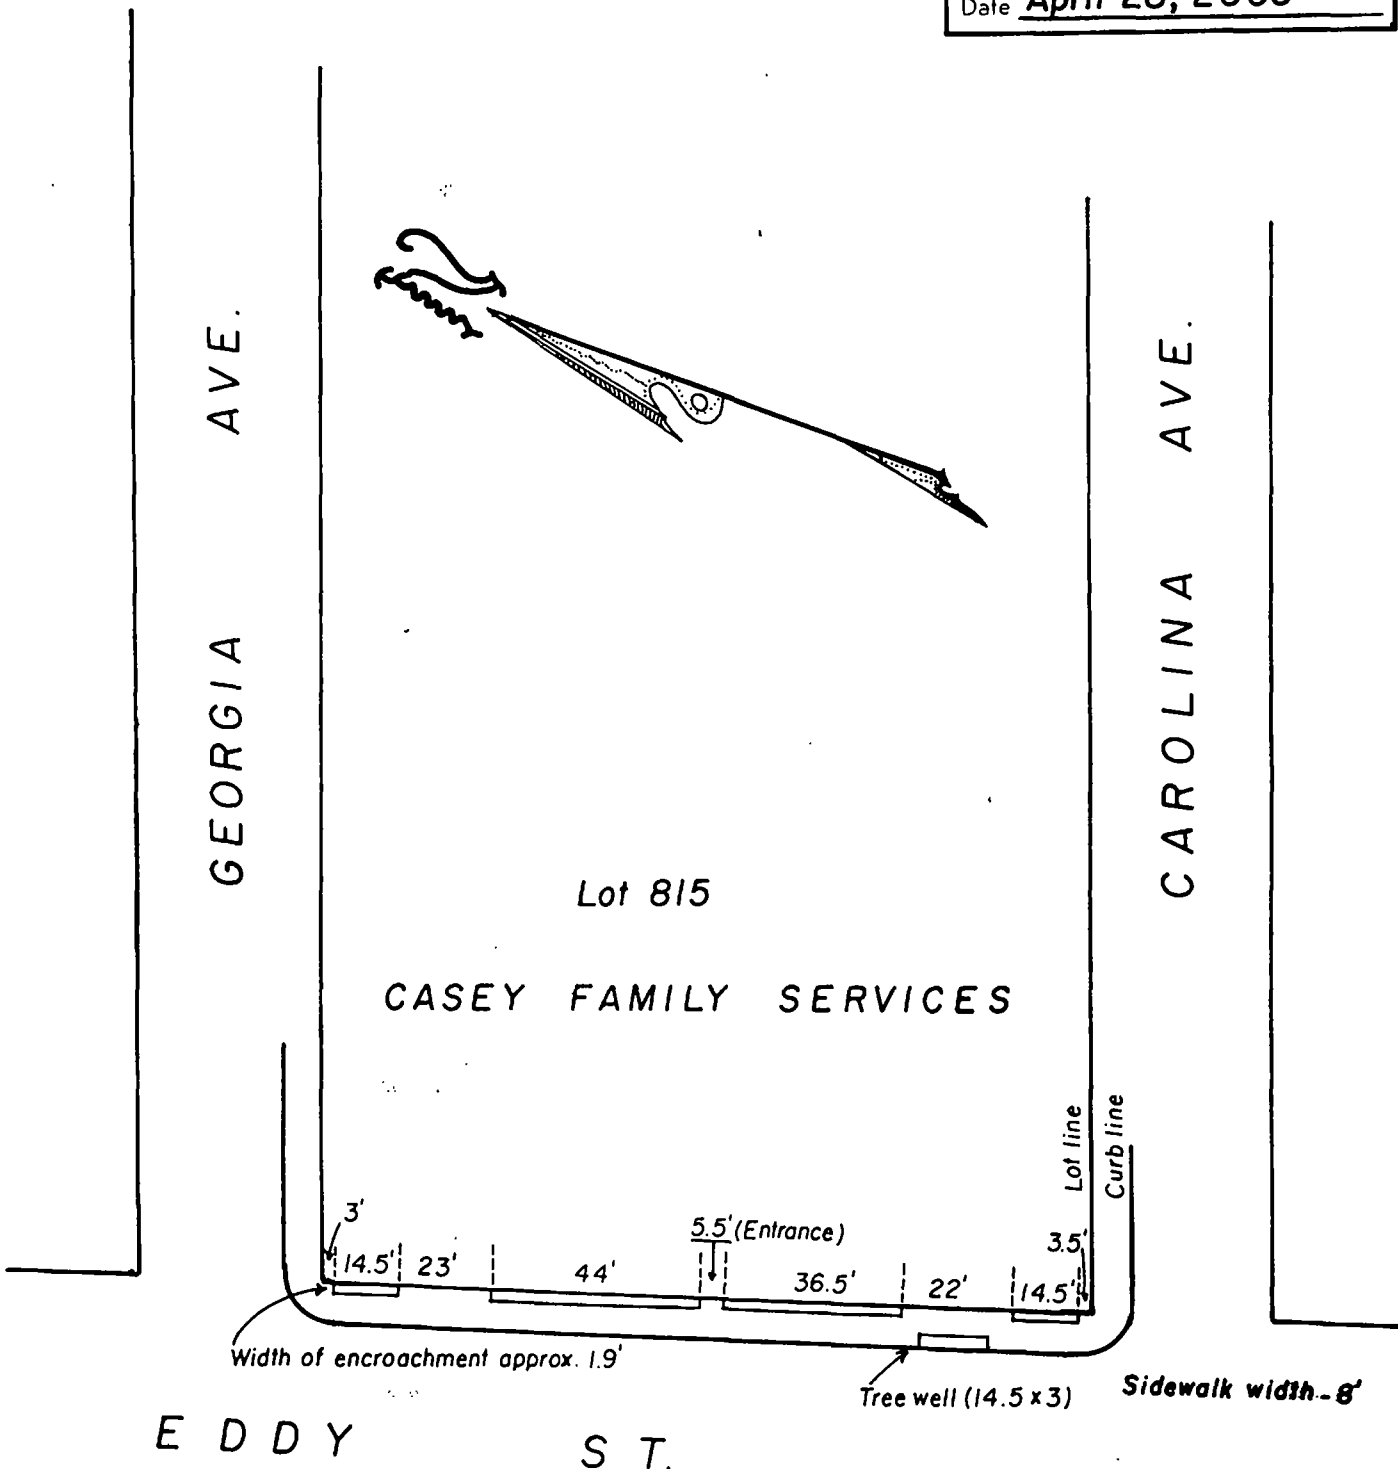 Date April 28, 2003
GEORGIA AVE.
CAROLINA AVE.
Lot 815
CASEY FAMILY SERVICES
Lot line
Curb line
3'
14.5'
23'
44'
5.5' (Entrance)
36.5'
22'
14.5'
3.5'
Width of encroachment approx. 1.9'
Tree well (14.5 x 3)
Sidewalk width - 8'
EDDY ST.